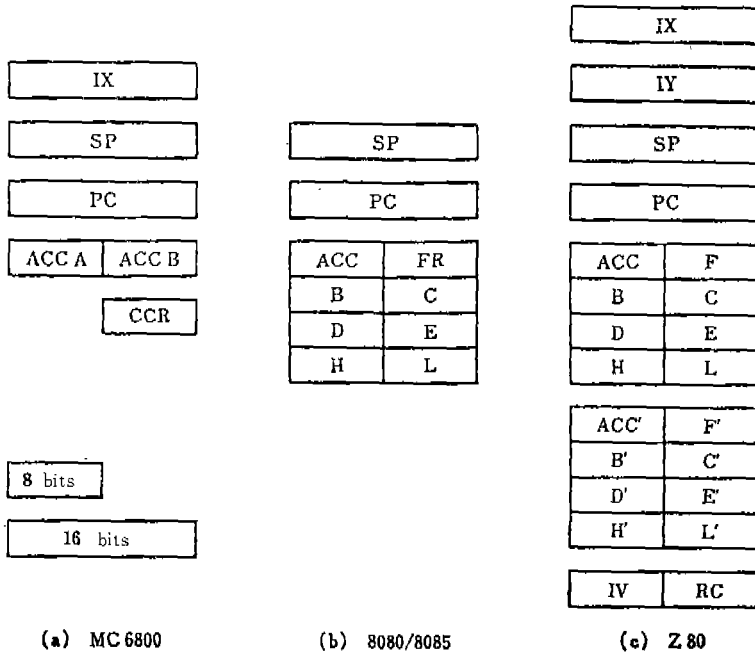 IX
SP
PC
ACC A ACC B
CCR
8 bits
16 bits
(a) MC 6800
SP
PC
ACC FR
B C
D E
H L
(b) 8080/8085
IX
IY
SP
PC
ACC F
B C
D E
H L
ACC' F'
B' C'
D' E'
H' L'
IV RC
(c) Z 80